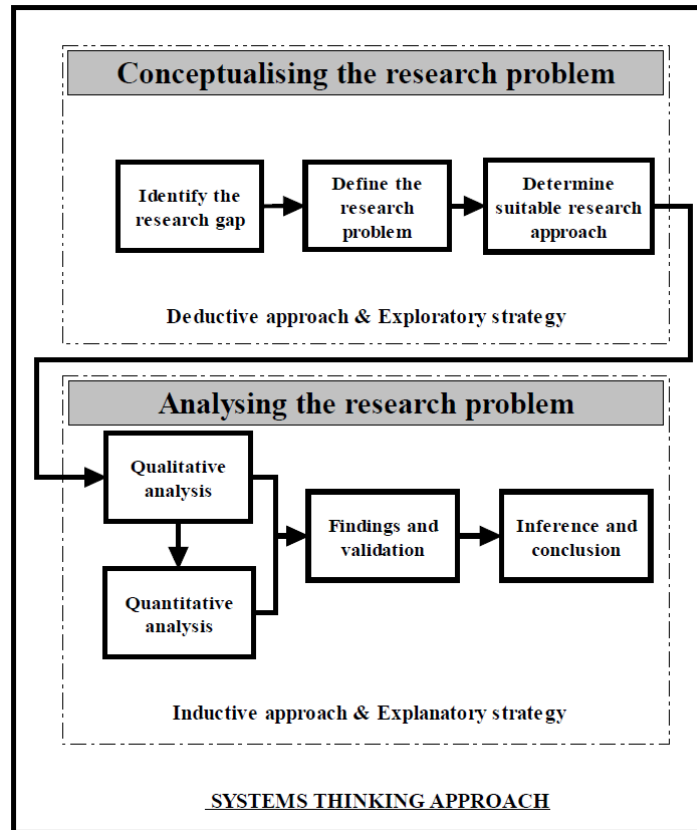 Conceptualising the research problem
Identify the
research gap
Define the
research
problem
Determine
suitable research
approach
Deductive approach & Exploratory strategy
Analysing the research problem
Qualitative
analysis
Quantitative
analysis
Findings and
validation
Inference and
conclusion
Inductive approach & Explanatory strategy
SYSTEMS THINKING APPROACH